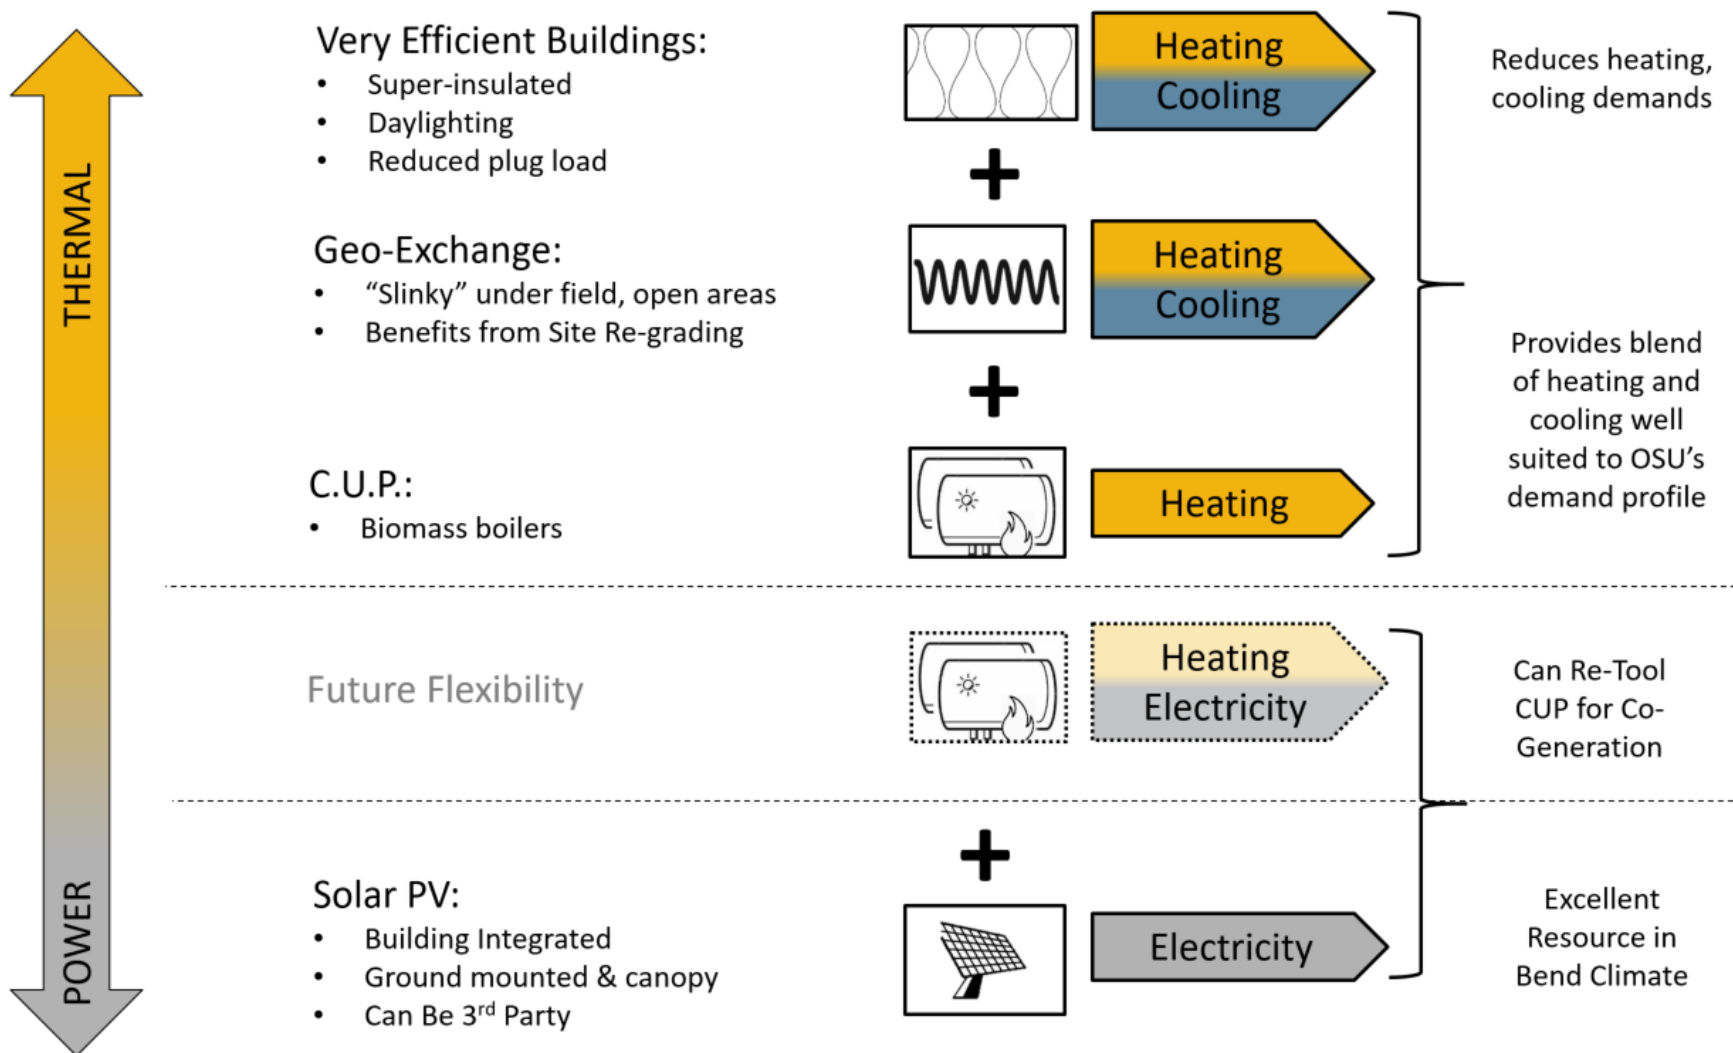 THERMAL
POWER
Very Efficient Buildings:
• Super-insulated
• Daylighting
• Reduced plug load
Heating
Cooling
Reduces heating,
cooling demands
Geo-Exchange:
• “Slinky” under field, open areas
• Benefits from Site Re-grading
Heating
Cooling
Provides blend
of heating and
cooling well
suited to OSU’s
demand profile
C.U.P.:
• Biomass boilers
Heating
Future Flexibility
Heating
Electricity
Can Re-Tool
CUP for Co-
Generation
Solar PV:
• Building Integrated
• Ground mounted & canopy
• Can Be 3rd Party
Electricity
Excellent
Resource in
Bend Climate